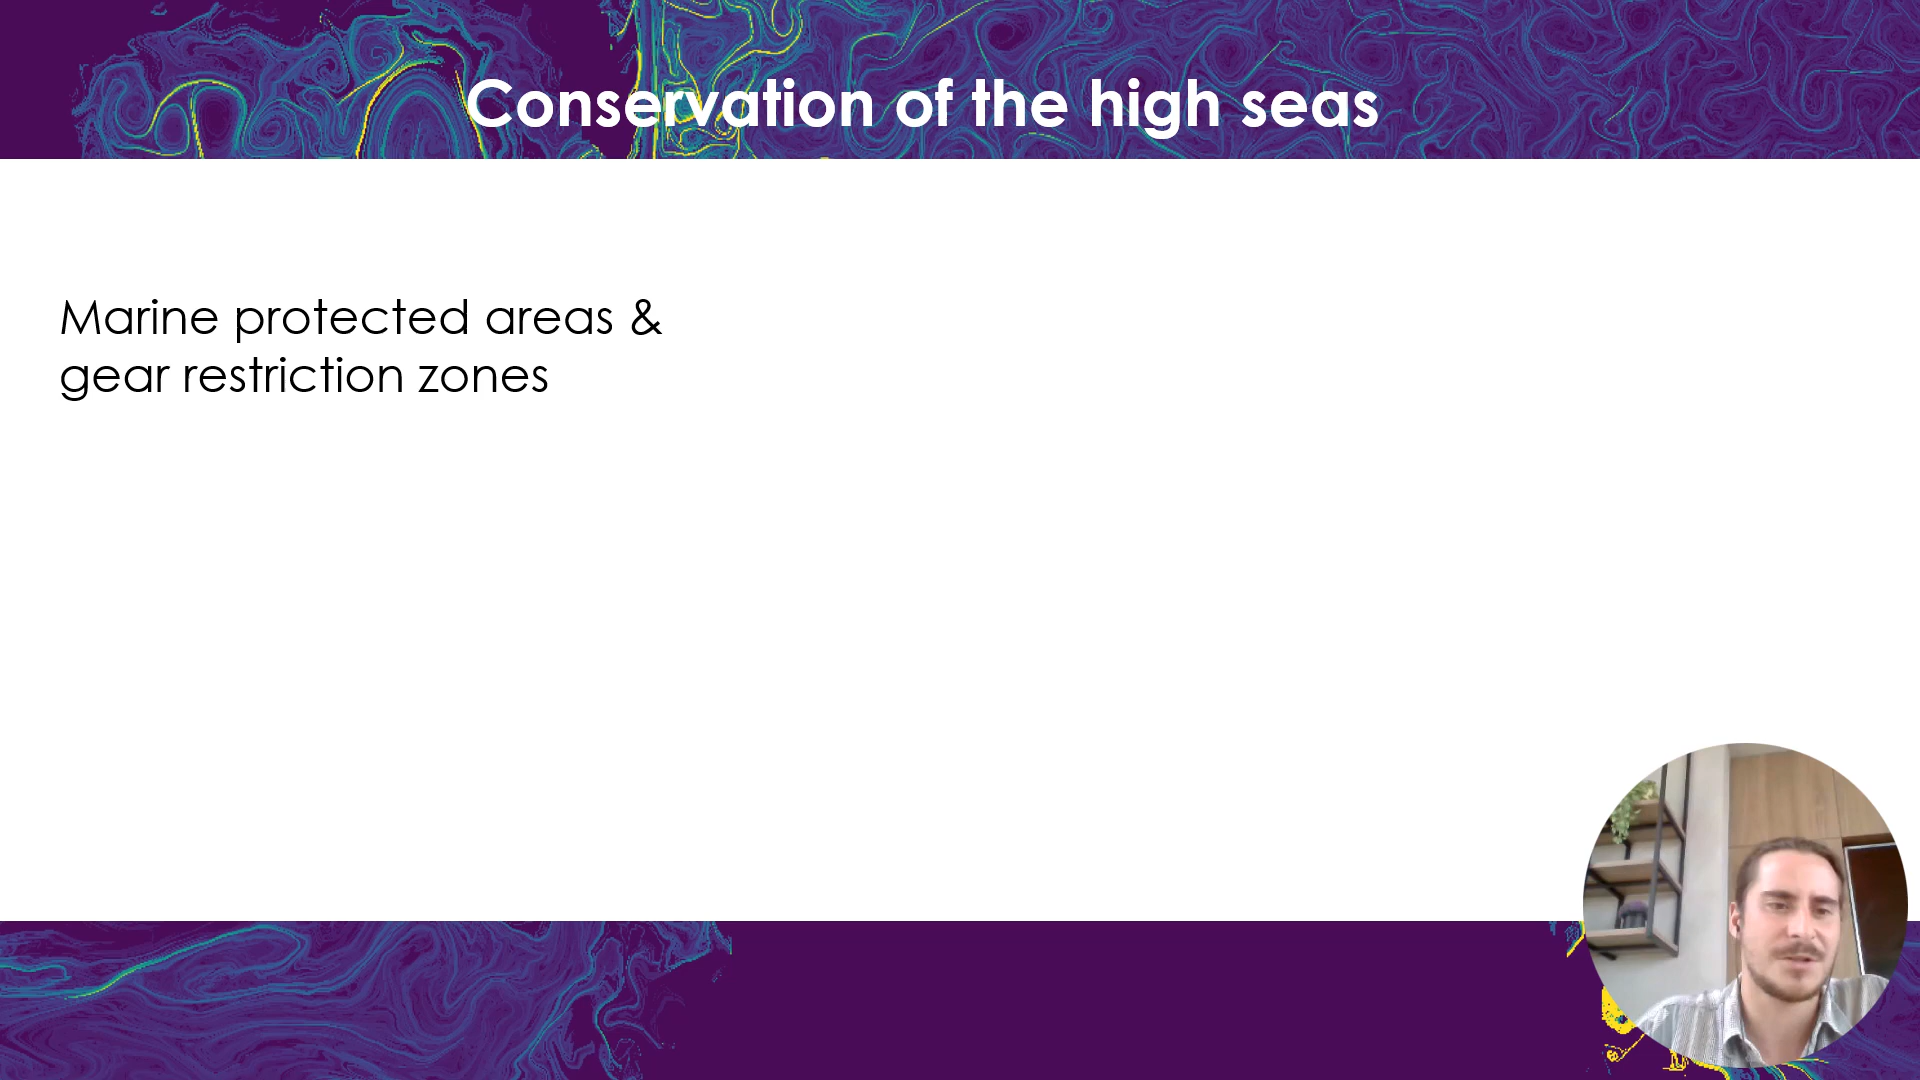 Conservation of the high seas
Marine protected areas &
gear restriction zones